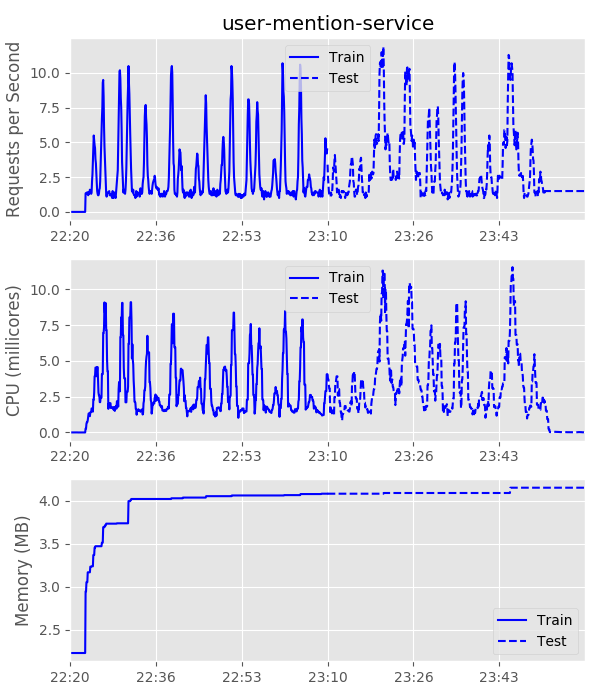 user-mention-service
Requests per Second
10.0
7.5
5.0
2.5
0.0
Train
Test
22:20 22:36 22:53 23:10 23:26 23:43
CPU (millicores)
10.0
7.5
5.0
2.5
0.0
Train
Test
22:20 22:36 22:53 23:10 23:26 23:43
Memory (MB)
4.0
3.5
3.0
2.5
Train
Test
22:20 22:36 22:53 23:10 23:26 23:43